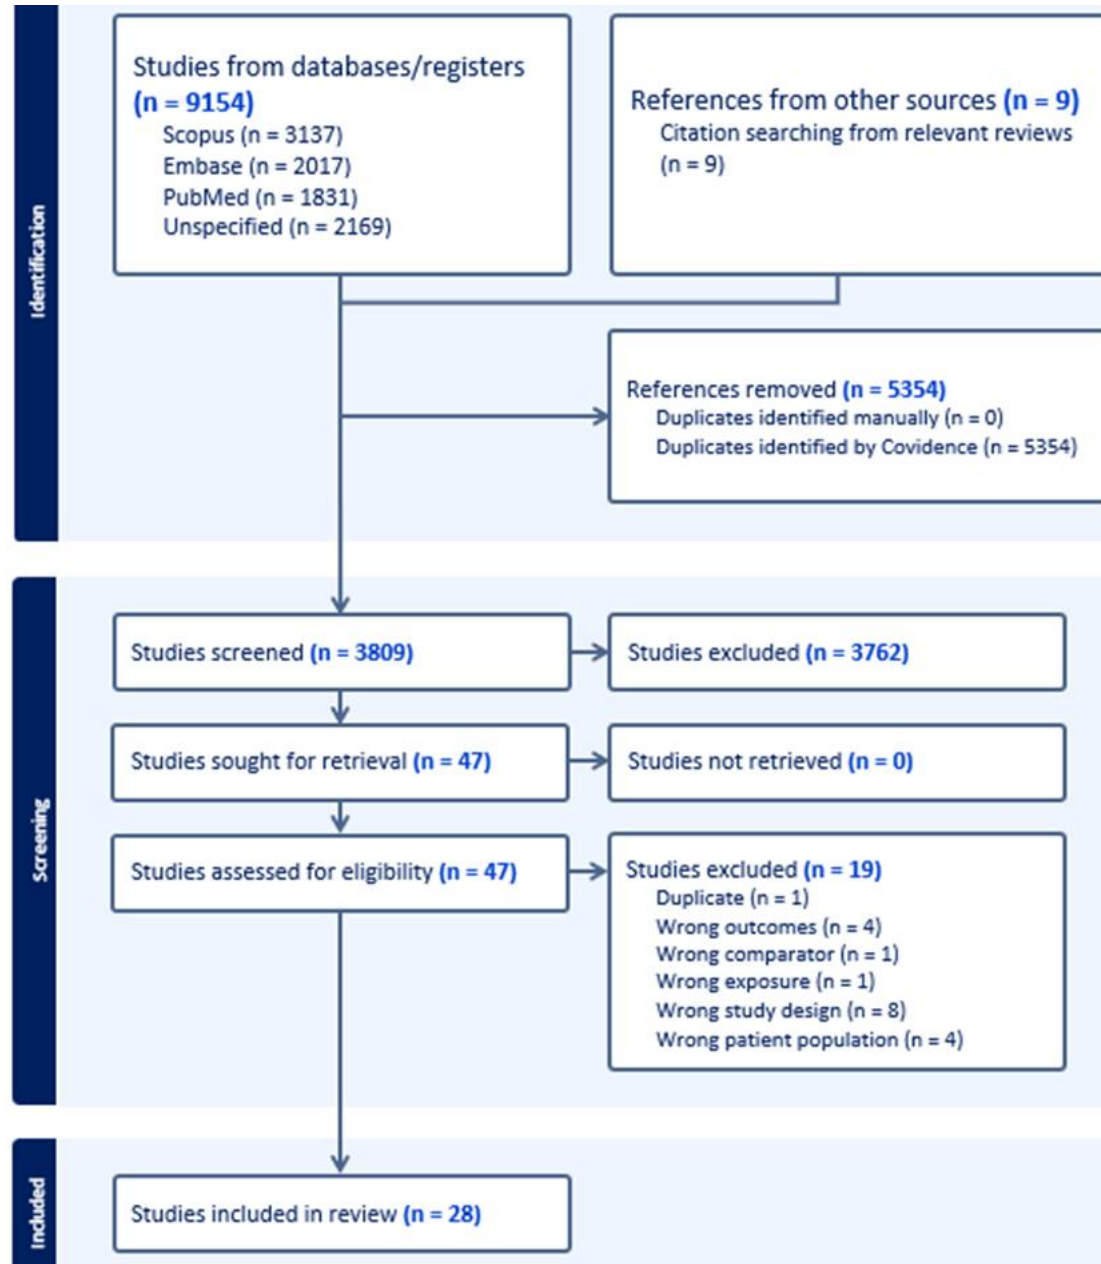 Identification
Studies from databases/registers
(n = 9154)
Scopus (n = 3137)
Embase (n = 2017)
PubMed (n = 1831)
Unspecified (n = 2169)
References from other sources (n = 9)
Citation searching from relevant reviews
(n = 9)
References removed (n = 5354)
Duplicates identified manually (n = 0)
Duplicates identified by Covidence (n = 5354)
Screening
Studies screened (n = 3809)
Studies excluded (n = 3762)
Studies sought for retrieval (n = 47)
Studies not retrieved (n = 0)
Studies assessed for eligibility (n = 47)
Studies excluded (n = 19)
Duplicate (n = 1)
Wrong outcomes (n = 4)
Wrong comparator (n = 1)
Wrong exposure (n = 1)
Wrong study design (n = 8)
Wrong patient population (n = 4)
Included
Studies included in review (n = 28)